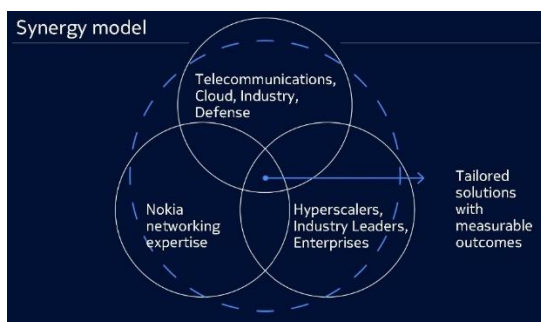 Synergy model
Telecommunications,
Cloud, Industry,
Defense
Nokia
networking
expertise
Hyperscalers,
Industry Leaders,
Enterprises
Tailored
solutions
with
measurable
outcomes